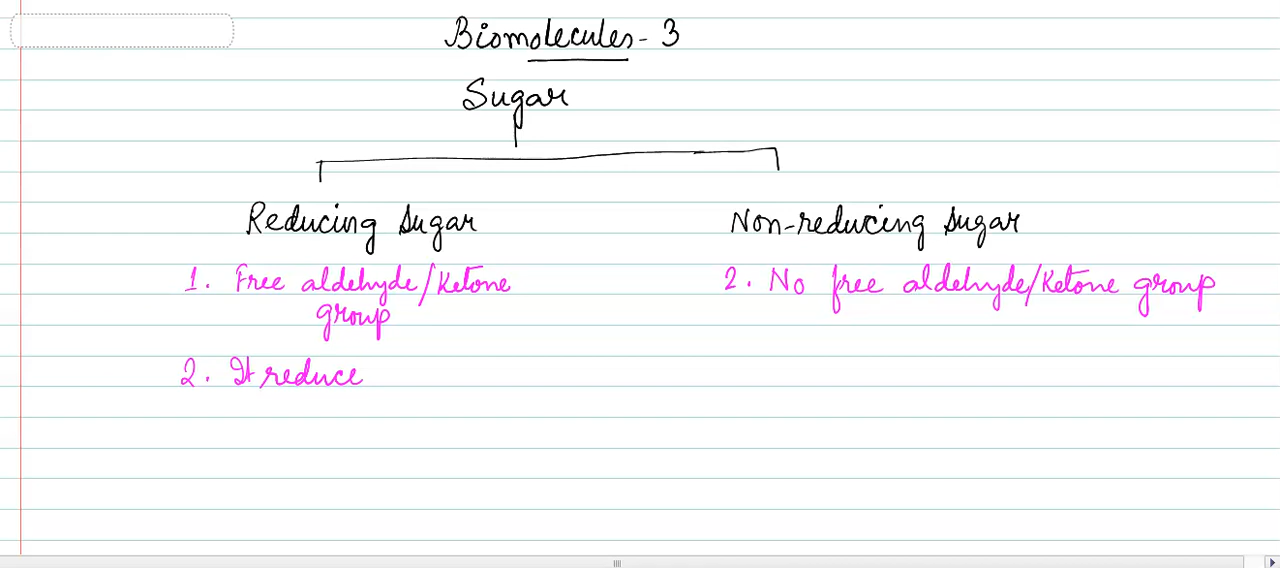 Biomolecules - 3
Sugar
Reducing sugar
Non-reducing sugar
1. Free aldehyde/Ketone
group
2. No free aldehyde/Ketone group
2. It reduce